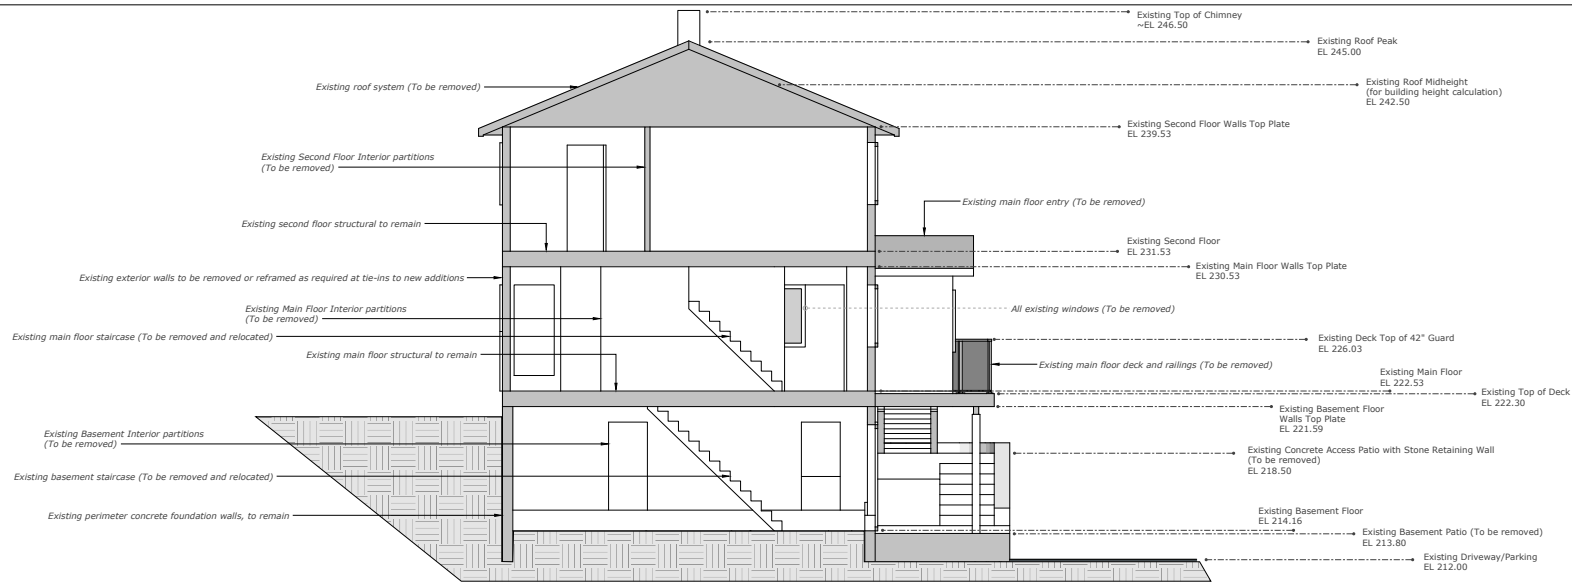 Existing Top of Chimney
~EL 246.50
Existing Roof Peak
EL 245.00
Existing roof system (To be removed)
Existing Roof Midheight
(for building height calculation)
EL 242.50
Existing Second Floor Walls Top Plate
EL 239.53
Existing Second Floor Interior partitions
(To be removed)
Existing main floor entry (To be removed)
Existing second floor structural to remain
Existing Second Floor
EL 231.53
Existing Main Floor Walls Top Plate
EL 230.53
Existing exterior walls to be removed or reframed as required at tie-ins to new additions
Existing Main Floor Interior partitions
(To be removed)
All existing windows (To be removed)
Existing main floor staircase (To be removed and relocated)
Existing Deck Top of 42" Guard
EL 226.03
Existing main floor structural to remain
Existing main floor deck and railings (To be removed)
Existing Main Floor
EL 222.53
Existing Top of Deck
EL 222.30
Existing Basement Floor
Walls Top Plate
EL 221.59
Existing Basement Interior partitions
(To be removed)
Existing Concrete Access Patio with Stone Retaining Wall
(To be removed)
EL 218.50
Existing basement staircase (To be removed and relocated)
Existing perimeter concrete foundation walls, to remain
Existing Basement Floor
EL 214.16
Existing Basement Patio (To be removed)
EL 213.80
Existing Driveway/Parking
EL 212.00